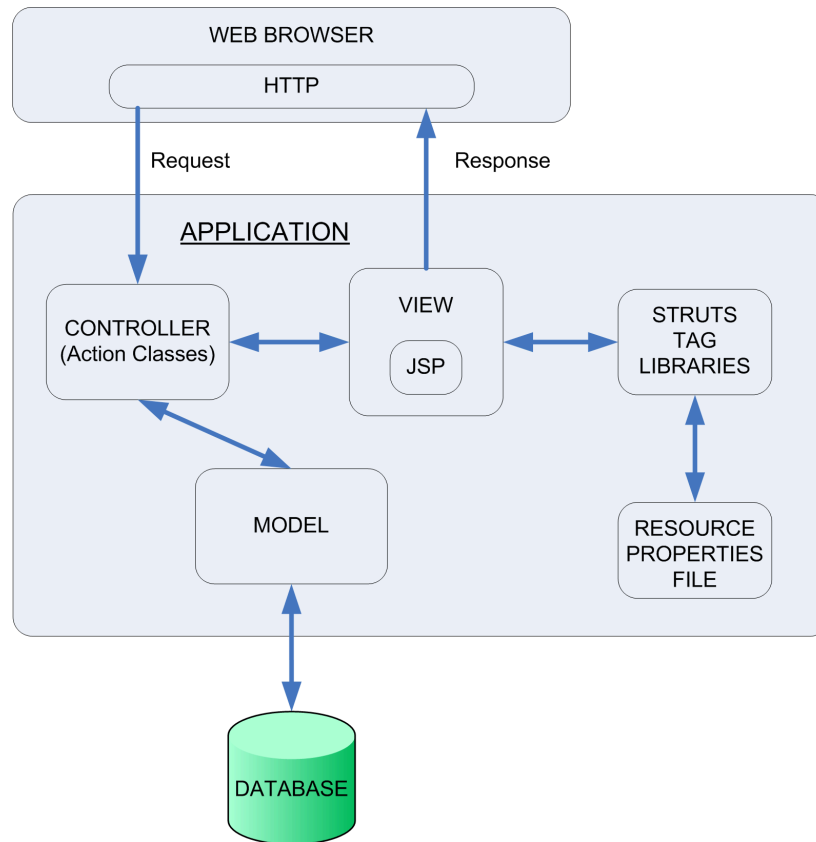 WEB BROWSER
HTTP
Request
Response
APPLICATION
CONTROLLER
(Action Classes)
VIEW
JSP
STRUTS
TAG
LIBRARIES
MODEL
RESOURCE
PROPERTIES
FILE
DATABASE